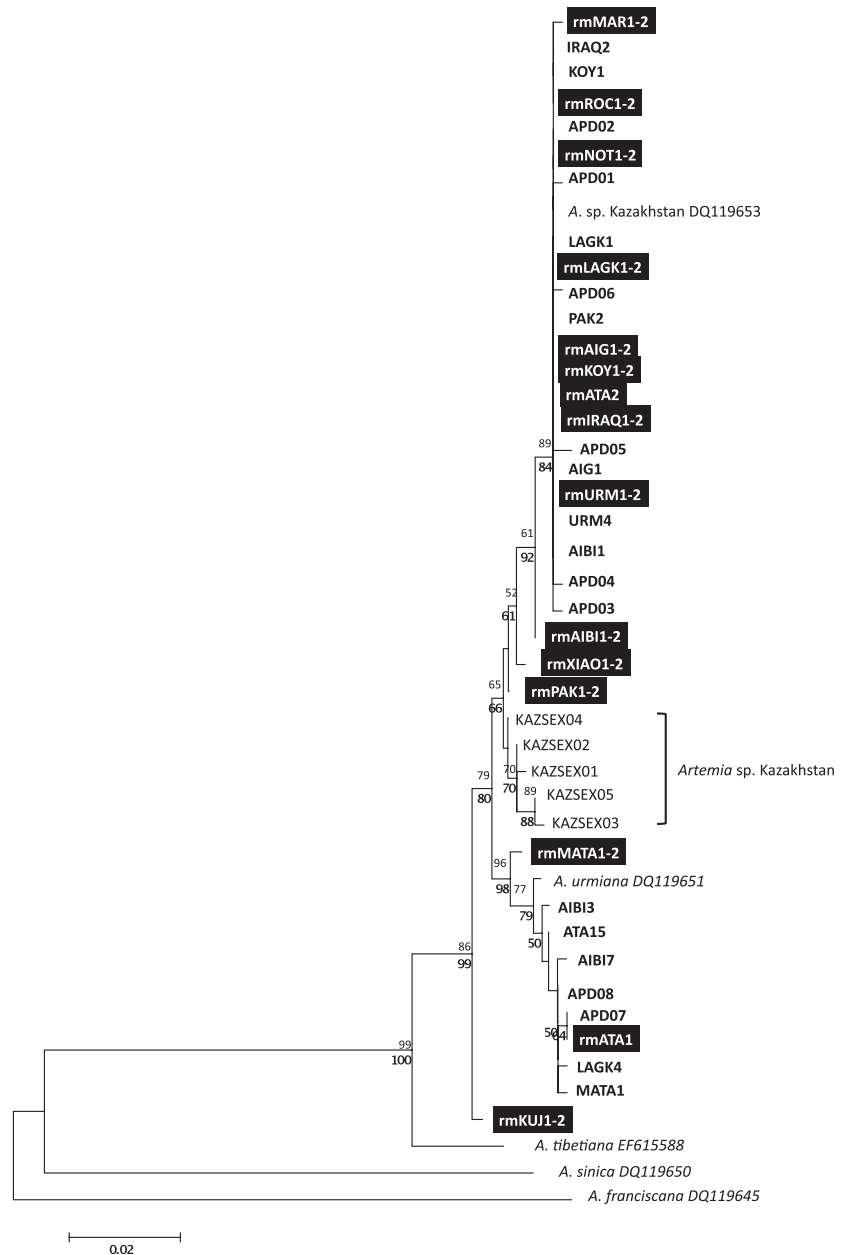 rmMAR1-2
IRAQ2
KOY1
rmROC1-2
APD02
rmNOT1-2
APD01
A. sp. Kazakhstan DQ119653
LAGK1
rmLAGK1-2
APD06
PAK2
rmAIG1-2
rmKOY1-2
rmATA2
rmIRAQ1-2
89
APD05
84
AIG1
rmURM1-2
URM4
61
92
AIBI1
APD04
52
61
APD03
rmAIBI1-2
rmXIAO1-2
65
66
rmPAK1-2
KAZSEX04
KAZSEX02
70
70
KAZSEX01
Artemia sp. Kazakhstan
79
80
89
88
KAZSEX05
KAZSEX03
rmMATA1-2
96
98
77
79
A. urmiana DQ119651
AIBI3
ATA15
50
AIBI7
86
99
APD08
APD07
50
64
rmATA1
99
100
LAGK4
MATA1
rmKUJ1-2
A. tibetiana EF615588
A. sinica DQ119650
A. franciscana DQ119645
0.02